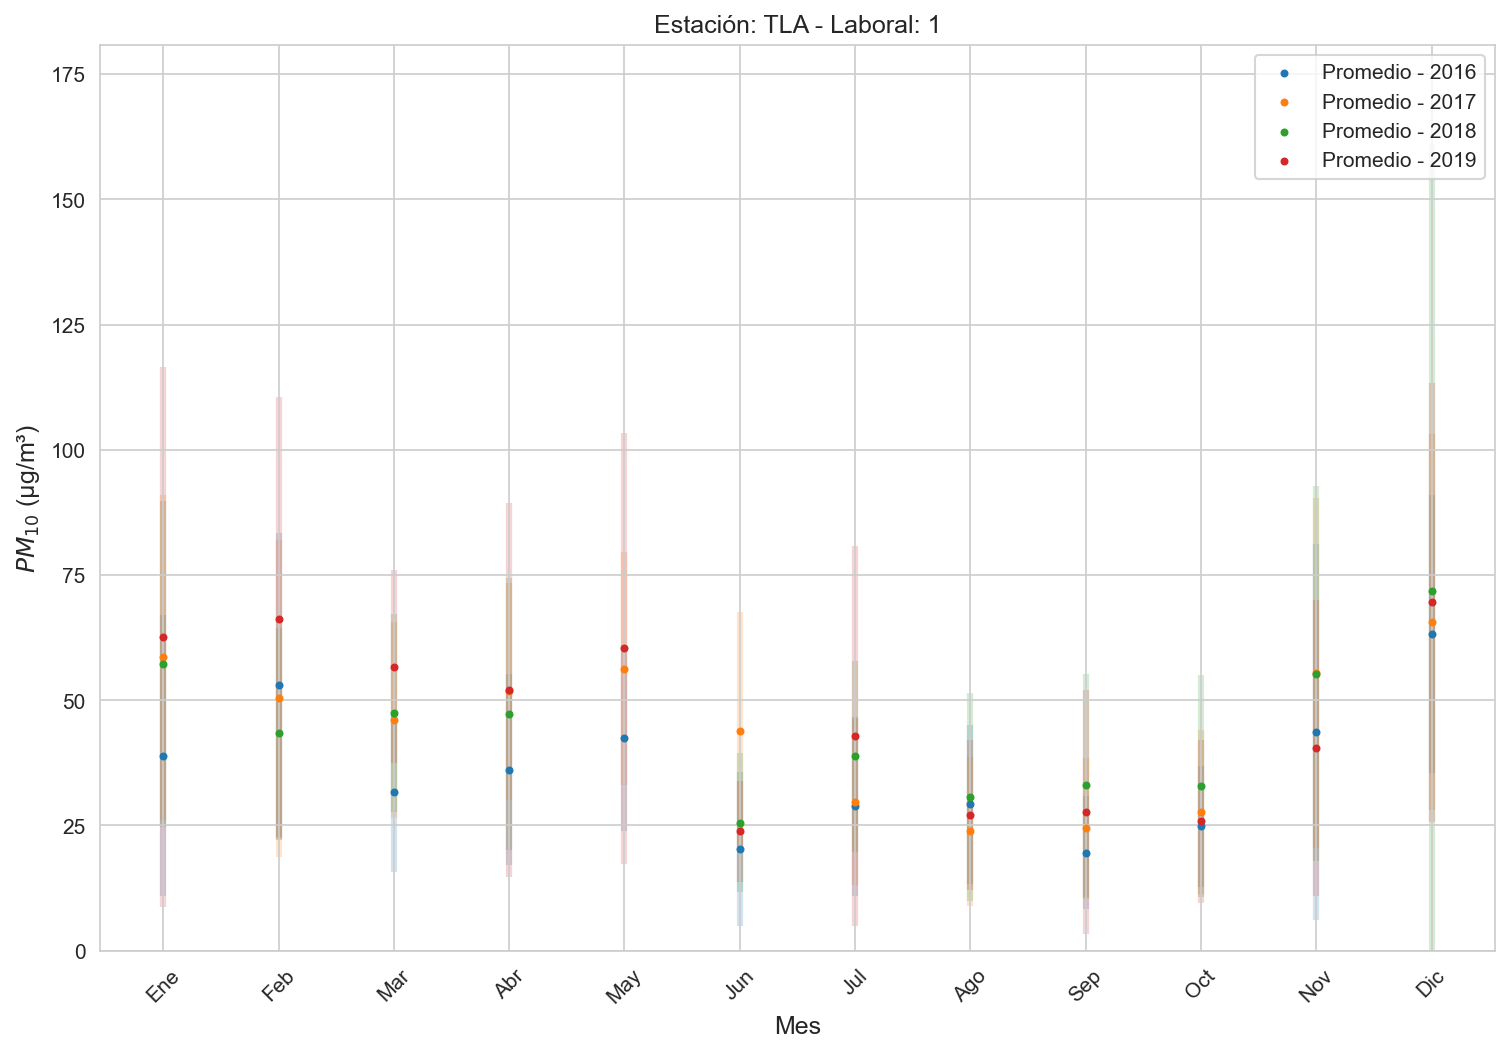 Estación: TLA - Laboral: 1
Promedio - 2016
Promedio - 2017
Promedio - 2018
Promedio - 2019
175
150
125
100
75
50
25
0
PM₁₀ (µg/m³)
Ene
Feb
Mar
Abr
May
Jun
Jul
Ago
Sep
Oct
Nov
Dic
Mes